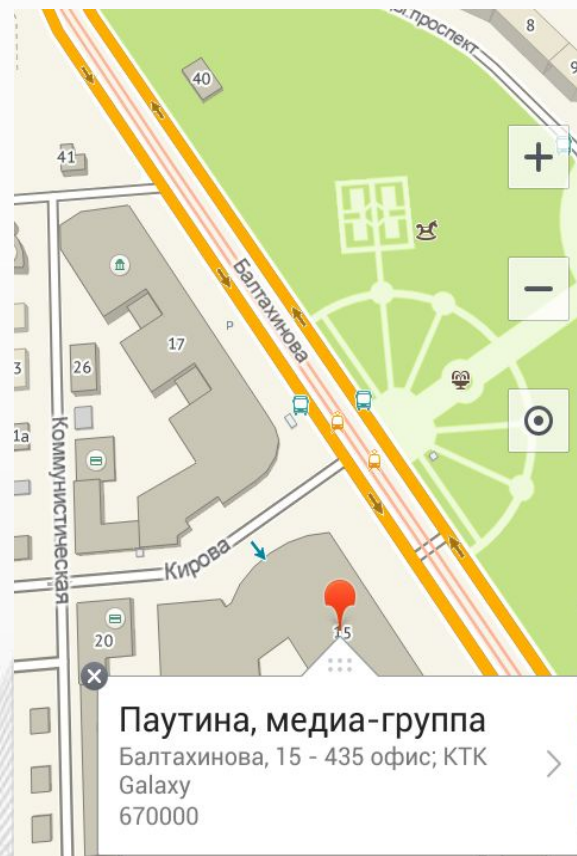 ы.проспект
8
9
40
41
Балтахинова
P
17
3
26
1а
Коммунистическая
Кирова
20
15
Паутина, медиа-группа
Балтахинова, 15 - 435 офис; КТК
Galaxy
670000